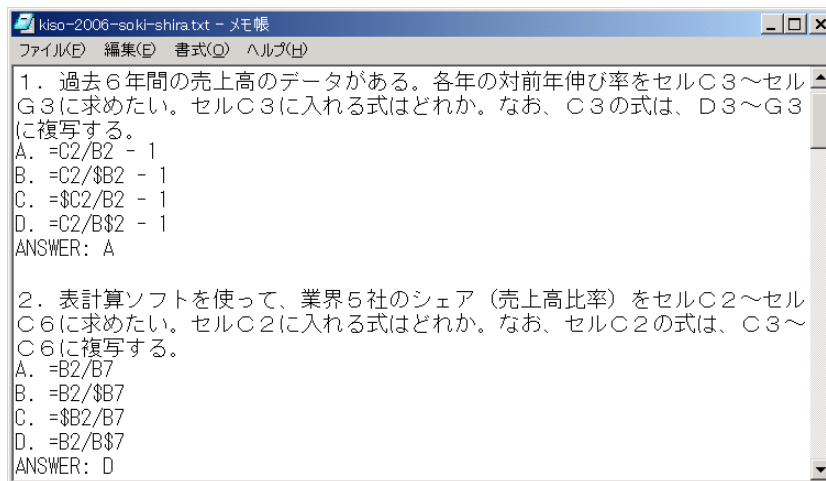 kiso-2006-soki-shira.txt - メモ帳
ファイル(F) 編集(E) 書式(O) ヘルプ(H)
１．過去６年間の売上高のデータがある。各年の対前年伸び率をセルＣ３～セル
Ｇ３に求めたい。セルＣ３に入れる式はどれか。なお、Ｃ３の式は、Ｄ３～Ｇ３
に複写する。
A. =C2/B2 - 1
B. =C2/$B2 - 1
C. =$C2/B2 - 1
D. =C2/B$2 - 1
ANSWER: A
２．表計算ソフトを使って、業界５社のシェア（売上高比率）をセルＣ２～セル
Ｃ６に求めたい。セルＣ２に入れる式はどれか。なお、セルＣ２の式は、Ｃ３～
Ｃ６に複写する。
A. =B2/B7
B. =B2/$B7
C. =$B2/B7
D. =B2/B$7
ANSWER: D